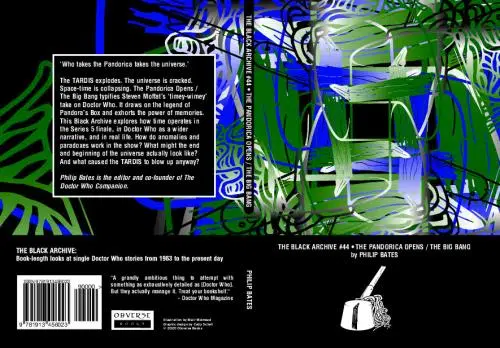 'Who takes the Pandorica takes the universe.'
The TARDIS explodes. The universe is cracked.
Space-time is collapsing. The Pandorica Opens /
The Big Bang typifies Steven Moffat's 'timey-wimey'
take on Doctor Who. It draws on the legend of
Pandora's Box and exhorts the power of memories.
This Black Archive explores how time operates in
the Series 5 finale, in Doctor Who as a wider
narrative, and in real life. How do anomalies and
paradoxes work in the show? What might the end
and beginning of the universe actually look like?
And what caused the TARDIS to blow up anyway?
Philip Bates is the editor and co-founder of The
Doctor Who Companion.
THE BLACK ARCHIVE:
Book-length looks at single Doctor Who stories from 1963 to the present day
90000
9 781913 456023
"A grandly ambitious thing to attempt with
something as exhaustively detailed as [Doctor Who].
But they actually manage it. Treat your bookshelf."
- Doctor Who Magazine
OBVERSE
BOOKS
Graphic design by Cody Schell
© 2020 Obverse Books
THE BLACK ARCHIVE #44 • THE PANDORICA OPENS / THE BIG BANG
PHILIP BATES
THE BLACK ARCHIVE #44 • THE PANDORICA OPENS / THE BIG BANG
by PHILIP BATES